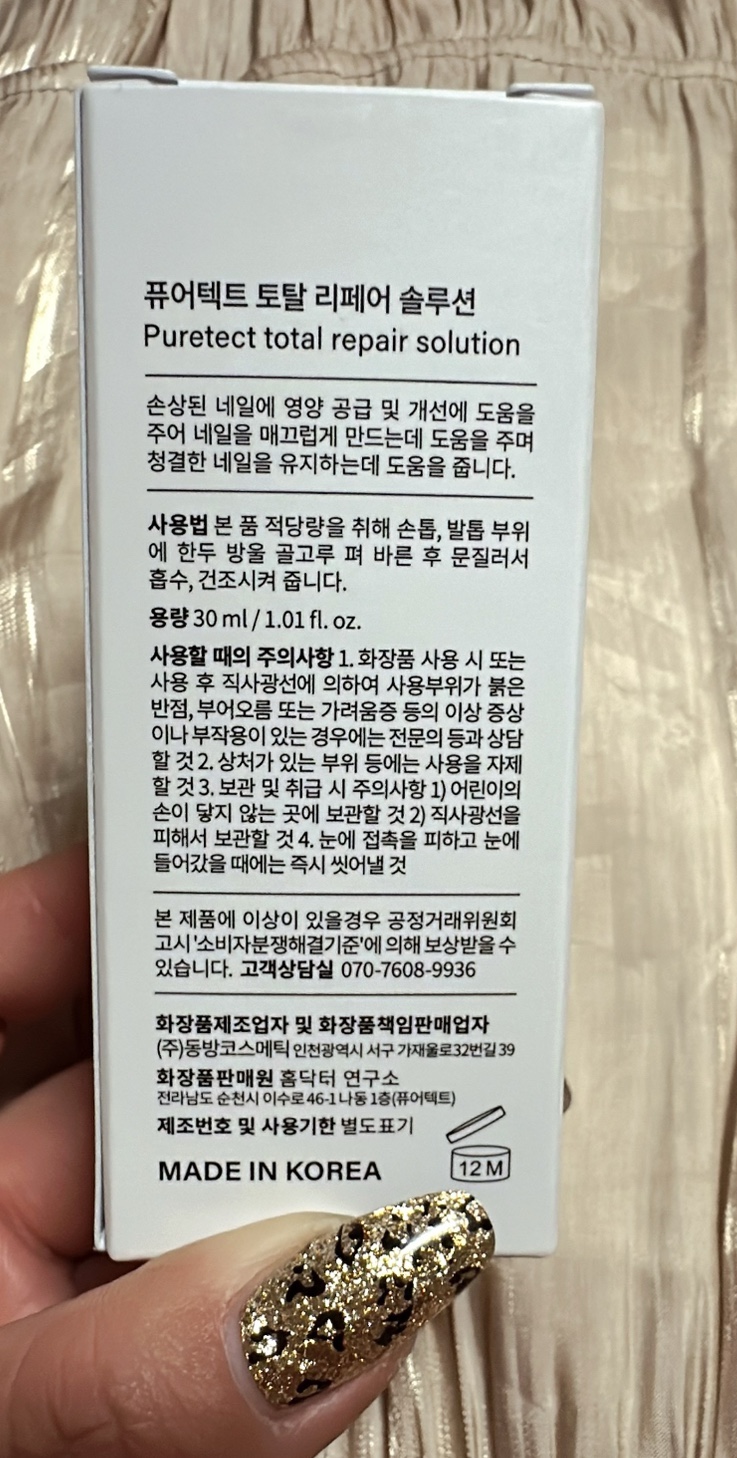 퓨어텍트 토탈 리페어 솔루션
Puretect total repair solution
손상된 네일에 영양 공급 및 개선에 도움을
주어 네일을 매끄럽게 만드는데 도움을 주며
청결한 네일을 유지하는데 도움을 줍니다.
사용법 본 품 적당량을 취해 손톱, 발톱 부위
에 한두 방울 골고루 펴 바른 후 문질러서
흡수, 건조시켜 줍니다.
용량 30 ml / 1.01 fl. oz.
사용할 때의 주의사항 1. 화장품 사용 시 또는
사용 후 직사광선에 의하여 사용부위가 붉은
반점, 부어오름 또는 가려움증 등의 이상 증상
이나 부작용이 있는 경우에는 전문의 등과 상담
할 것 2. 상처가 있는 부위 등에는 사용을 자제
할 것 3. 보관 및 취급 시 주의사항 1) 어린이의
손이 닿지 않는 곳에 보관할 것 2) 직사광선을
피해서 보관할 것 4. 눈에 접촉을 피하고 눈에
들어갔을 때에는 즉시 씻어낼 것
본 제품에 이상이 있을경우 공정거래위원회
고시 '소비자분쟁해결기준'에 의해 보상받을 수
있습니다. 고객상담실 070-7608-9936
화장품제조업자 및 화장품책임판매업자
(주)동방코스메틱 인천광역시 서구 가재울로32번길 39
화장품판매원 홈닥터 연구소
전라남도 순천시 이수로 46-1 나동 1층(퓨어텍트)
제조번호 및 사용기한 별도표기
MADE IN KOREA
12 M